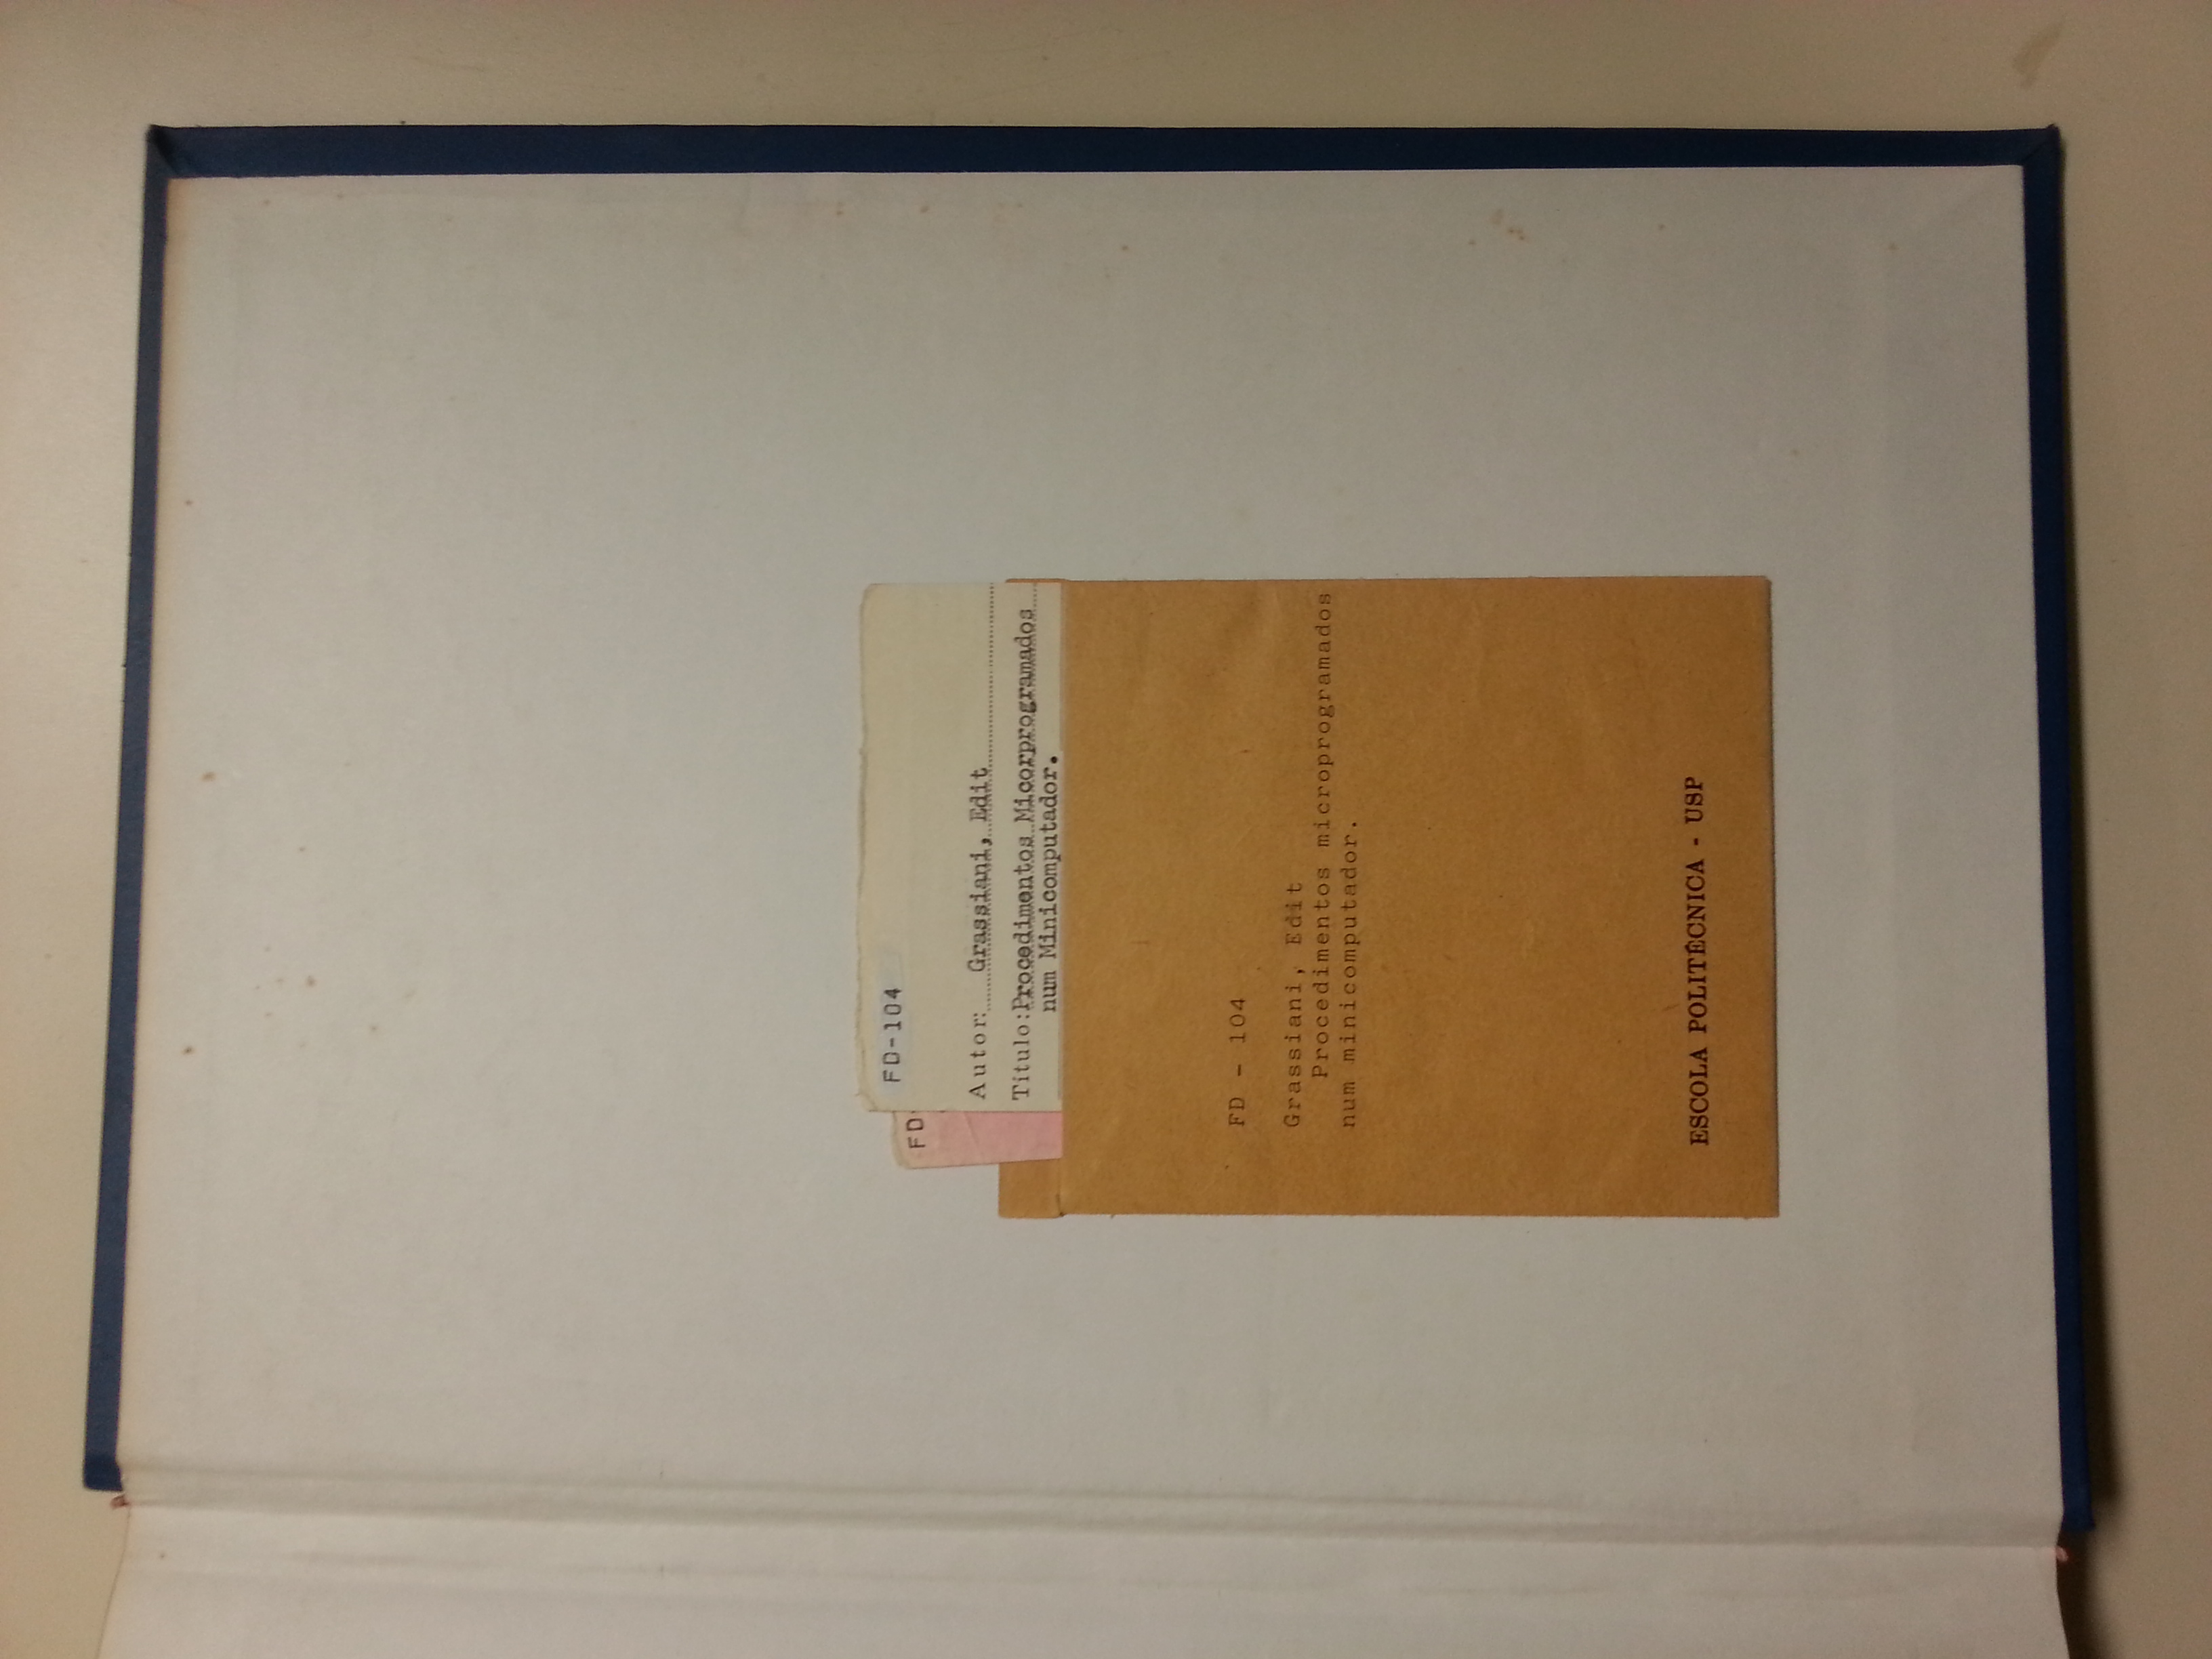 FD
FD-104
Autor: Grassiani, Edit
Titulo: Procedimentos Micorprogramados
num Minicomputador.
FD - 104
Grassiani, Edit
Procedimentos microprogramados
num minicomputador.
ESCOLA POLITÉCNICA - USP